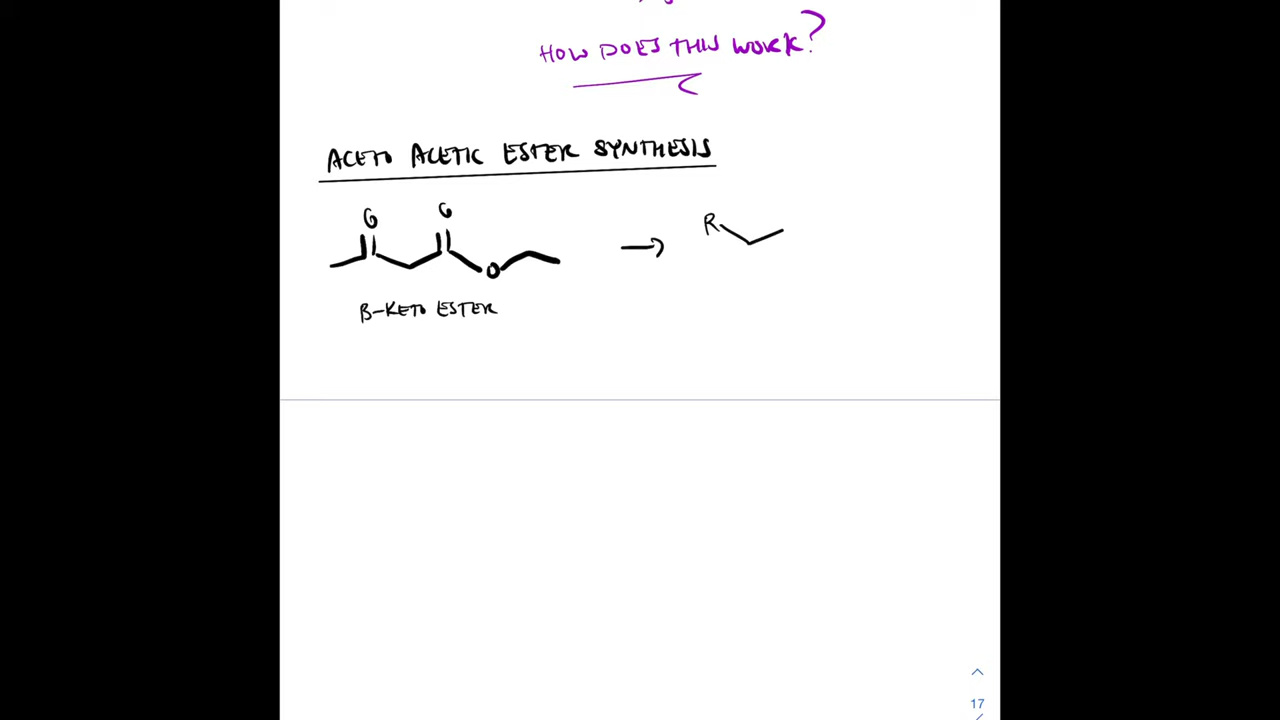 HOW DOES THIS WORK?
ACETO ACETIC ESTER SYNTHESIS
O O
R
O
β-KETO ESTER
17